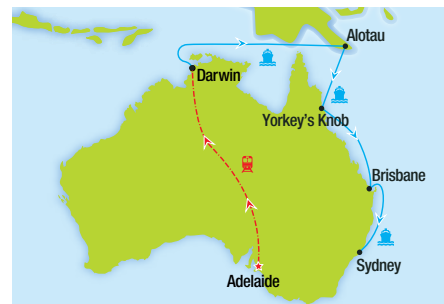 Alotau
Darwin
Yorkey's Knob
Brisbane
Sydney
Adelaide